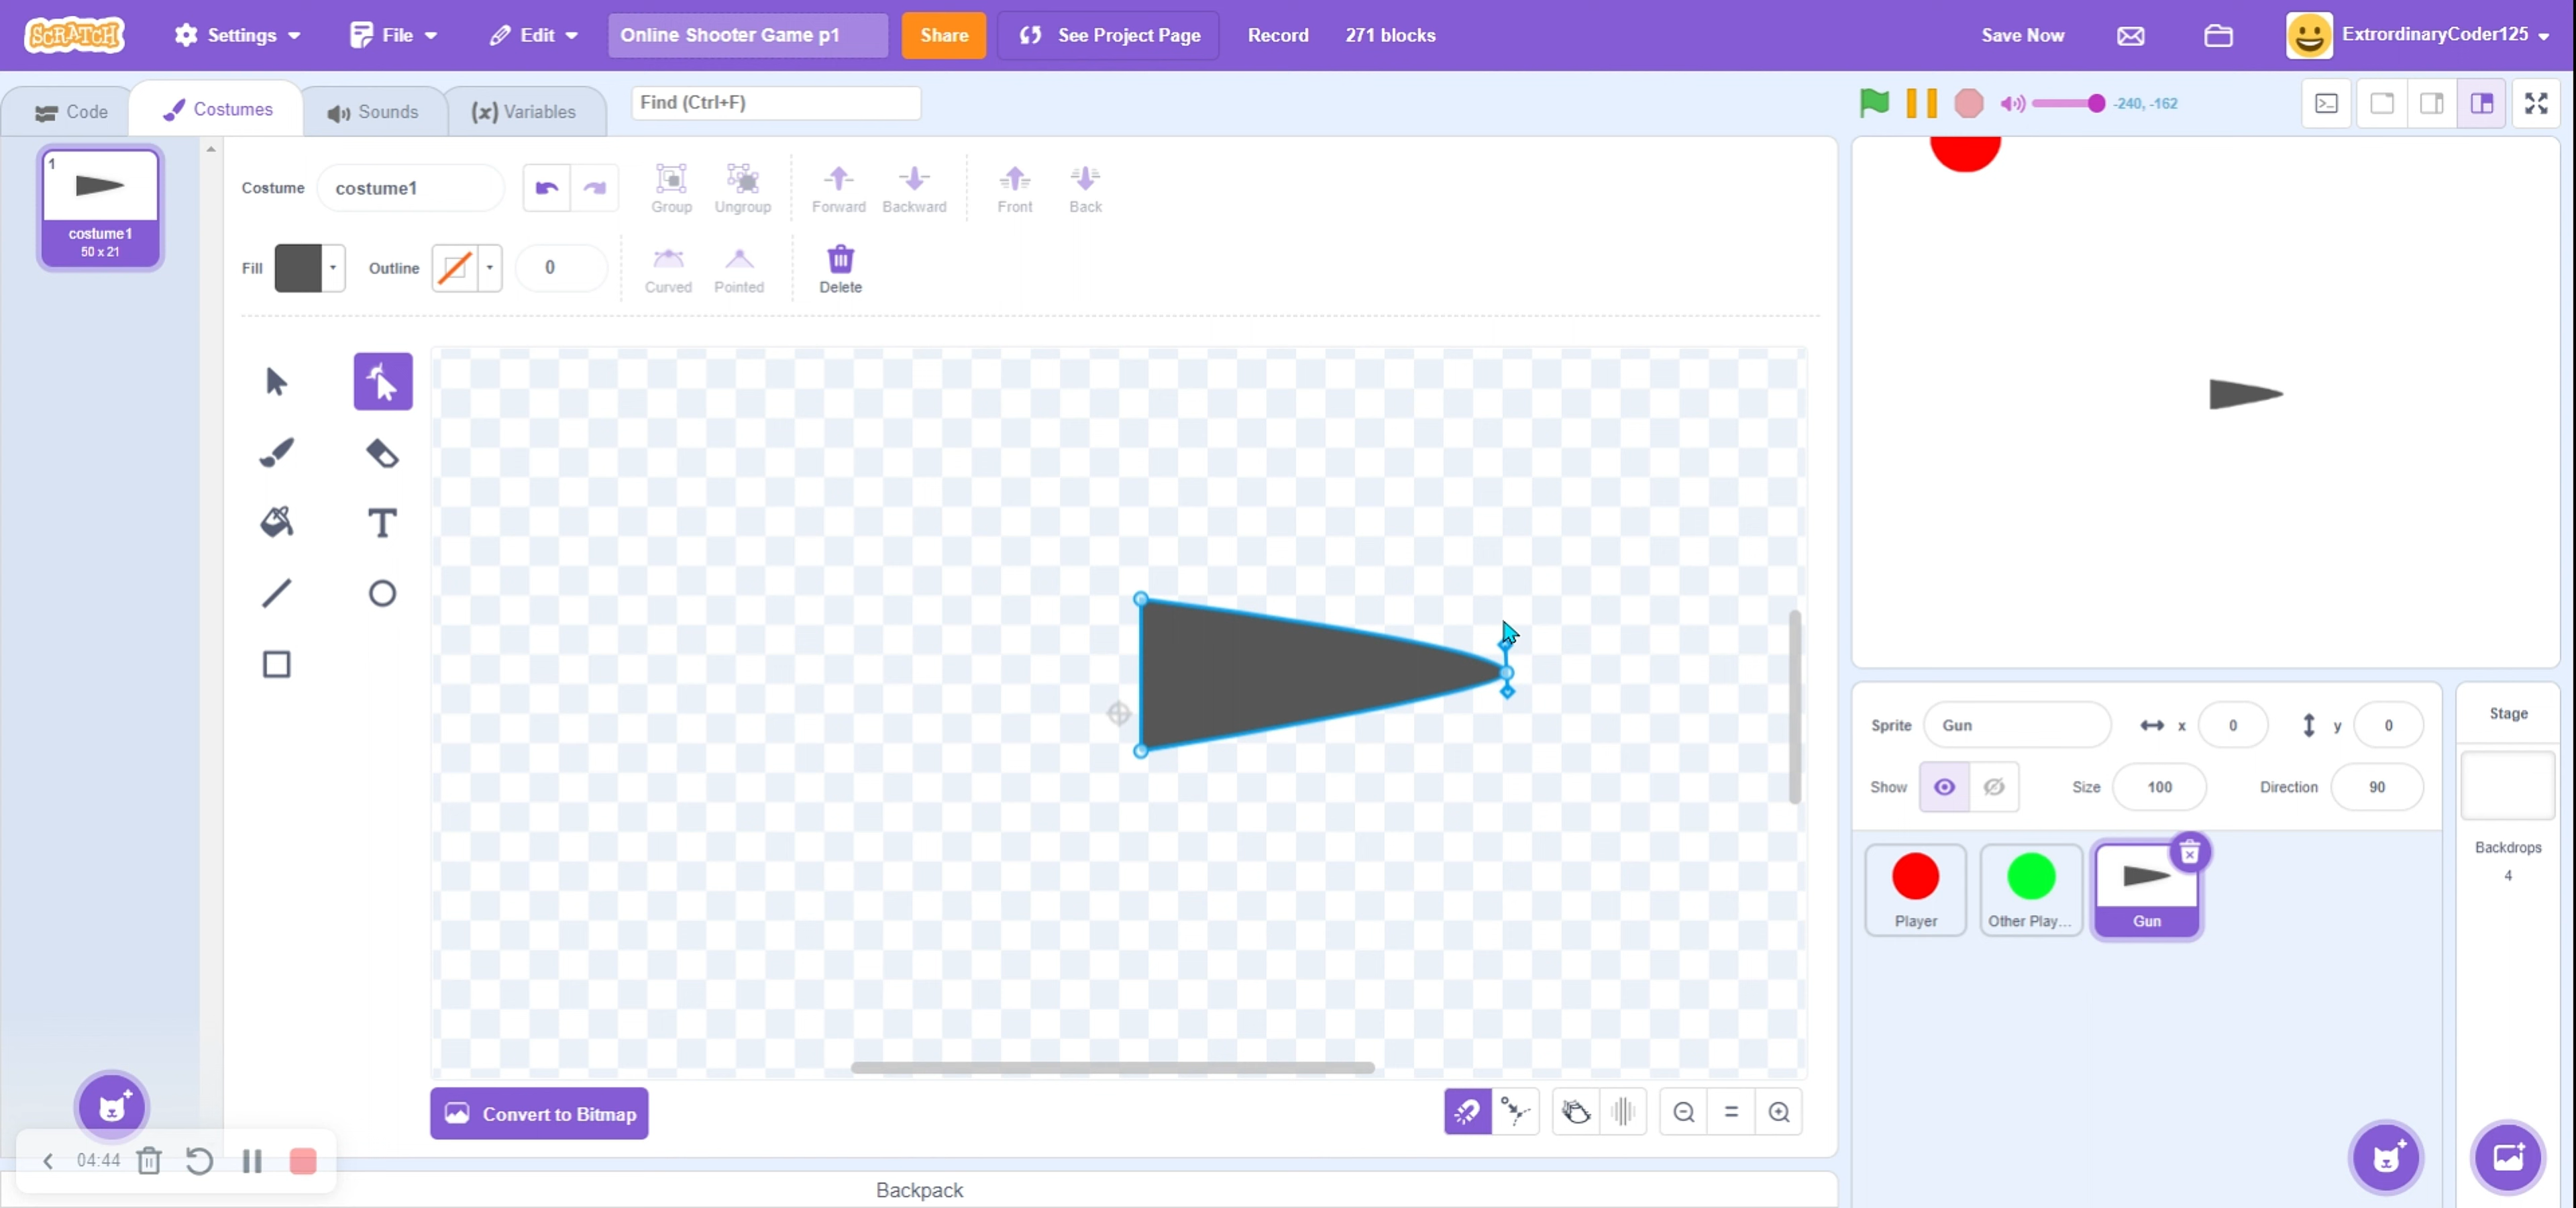 SCRATCH Settings File Edit Online Shooter Game p1 Share See Project Page Record 271 blocks Save Now ExtrordinaryCoder125
Code Costumes Sounds (x) Variables Find (Ctrl+F) -240, -162
1
costume1
50 x 21
Costume costume1 Group Ungroup Forward Backward Front Back
Fill Outline 0 Curved Pointed Delete
T
Convert to Bitmap
04:44
Backpack
Sprite Gun x 0 y 0
Show Size 100 Direction 90
Player Other Play... Gun
Stage
Backdrops
4